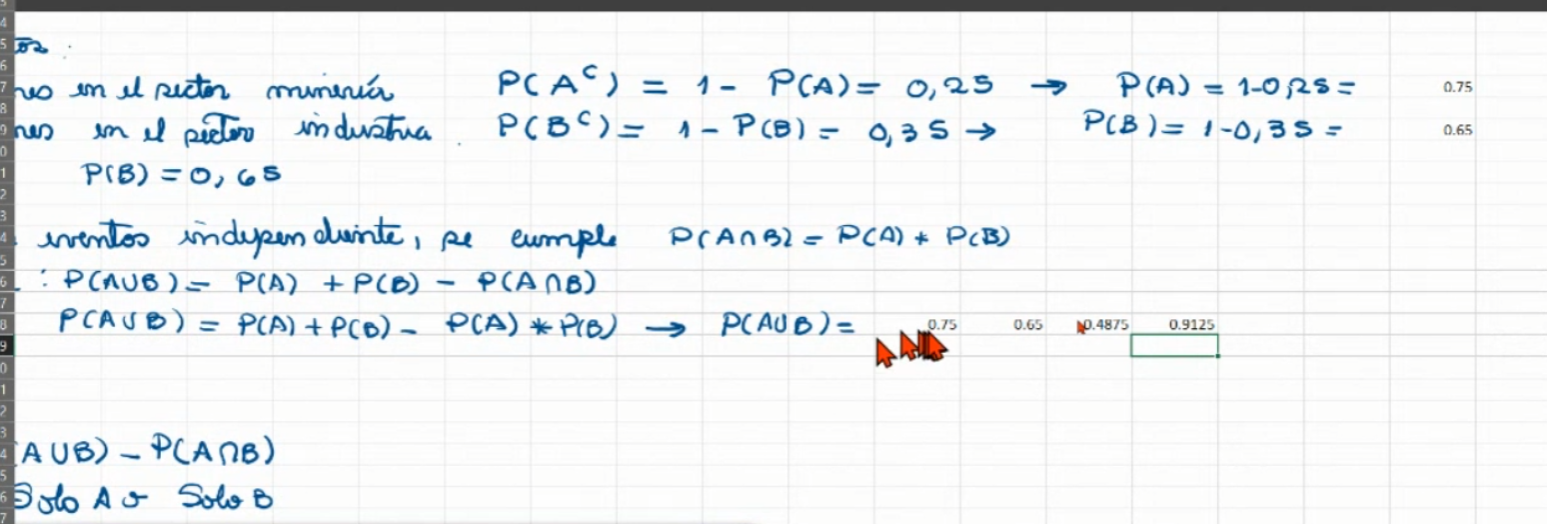 en el sector minería P(Aᶜ) = 1 - P(A) = 0,25 → P(A) = 1-0,25 = 0.75
en el sector industria. P(Bᶜ) = 1 - P(B) = 0,35 → P(B) = 1-0,35 = 0.65
P(B) = 0,65
eventos independiente, se cumple P(A∩B) = P(A) * P(B)
: P(A∪B) = P(A) + P(B) - P(A∩B)
P(A∪B) = P(A) + P(B) - P(A) * P(B) → P(A∪B) = 0.75 0.65 0.4875 0.9125
A∪B) - P(A∩B)
Solo A o Solo B